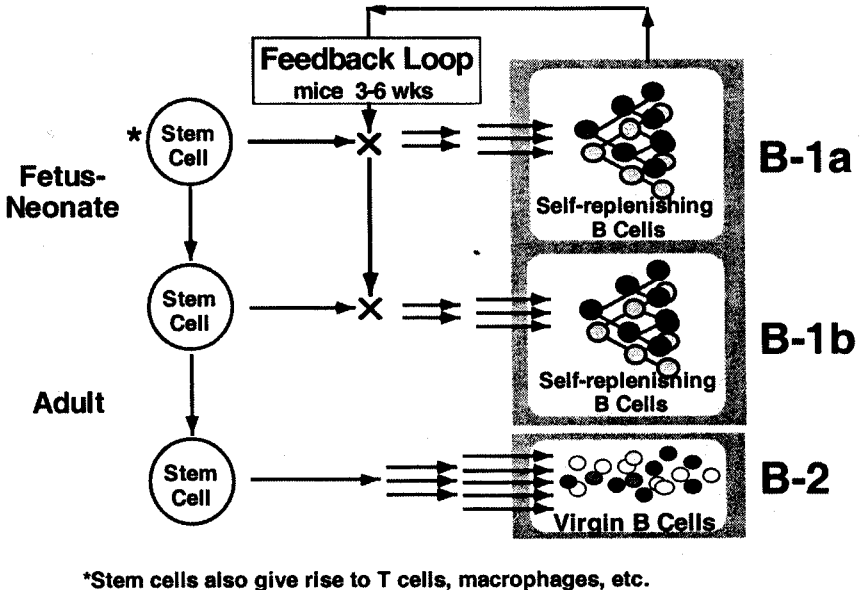 Feedback Loop
mice 3-6 wks
*
Stem
Cell
Fetus-
Neonate
Self-replenishing
B Cells
B-1a
Stem
Cell
Self-replenishing
B Cells
B-1b
Adult
Stem
Cell
Virgin B Cells
B-2
*Stem cells also give rise to T cells, macrophages, etc.